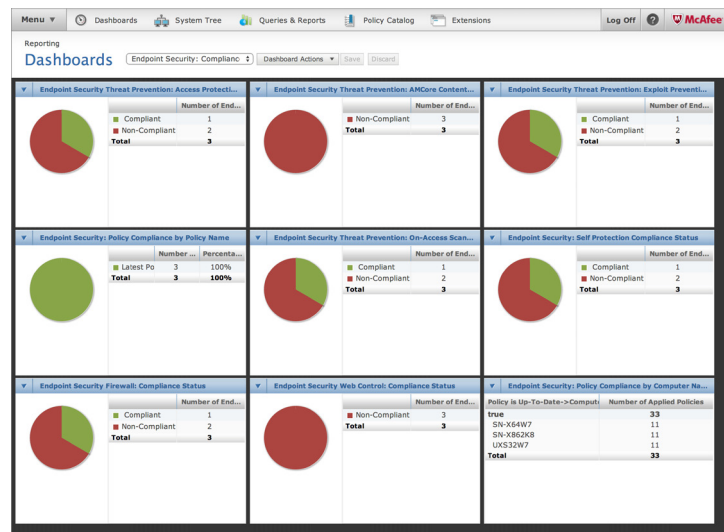 Menu ▼ Dashboards System Tree Queries & Reports Policy Catalog Extensions Log Off ? McAfee
Reporting
Dashboards Endpoint Security: Complianc Dashboard Actions ▼ Save Discard
Endpoint Security Threat Prevention: Access Protecti...
Number of End...
Compliant 1
Non-Compliant 2
Total 3
Endpoint Security Threat Prevention: AMCore Content...
Number of End...
Non-Compliant 3
Total 3
Endpoint Security Threat Prevention: Exploit Preventi...
Number of End...
Compliant 1
Non-Compliant 2
Total 3
Endpoint Security: Policy Compliance by Policy Name
Number ... Percenta...
Latest Po 3 100%
Total 3 100%
Endpoint Security Threat Prevention: On-Access Scan...
Number of End...
Compliant 1
Non-Compliant 2
Total 3
Endpoint Security: Self Protection Compliance Status
Number of End...
Compliant 1
Non-Compliant 2
Total 3
Endpoint Security Firewall: Compliance Status
Number of End...
Compliant 1
Non-Compliant 2
Total 3
Endpoint Security Web Control: Compliance Status
Number of End...
Non-Compliant 3
Total 3
Endpoint Security: Policy Compliance by Computer Na...
Policy is Up-To-Date->Compute Number of Applied Policies
true 33
SN-X64W7 11
SN-X862K8 11
UXS32W7 11
Total 33